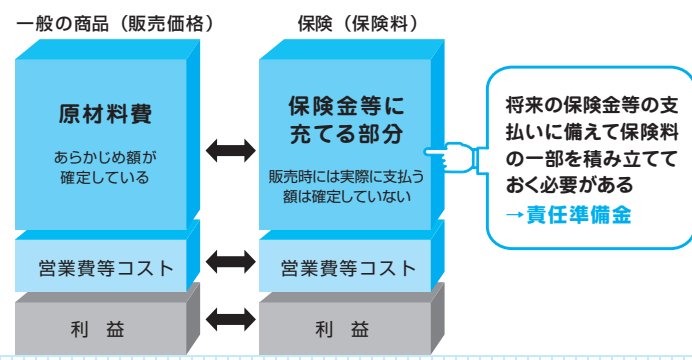 一般の商品（販売価格）
原材料費
あらかじめ額が
確定している
営業費等コスト
利　益
保険（保険料）
保険金等に
充てる部分
販売時には実際に支払う
額は確定していない
営業費等コスト
利　益
将来の保険金等の支
払いに備えて保険料
の一部を積み立てて
おく必要がある
→責任準備金